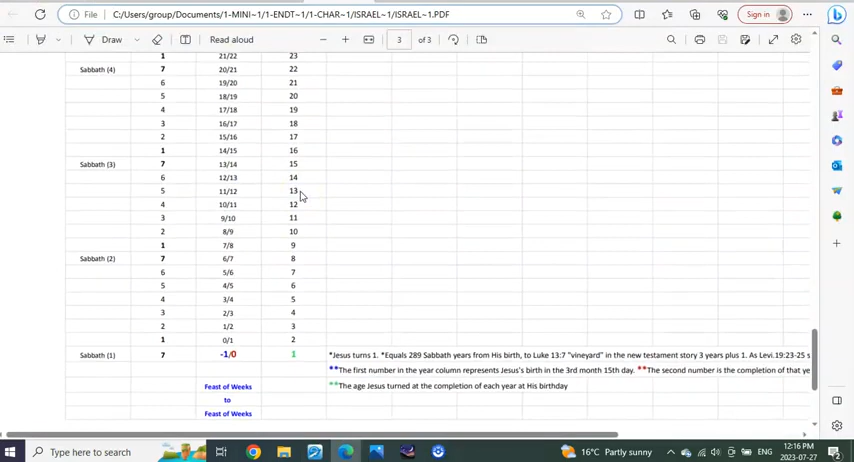 File C:/Users/group/Documents/1-MINI~1/1-ENDT~1/1-CHAR~1/ISRAEL~1/ISRAEL~1.PDF Sign in
Draw Read aloud 3 of 3
1 21/22 23
Sabbath (4) 7 20/21 22
6 19/20 21
5 18/19 20
4 17/18 19
3 16/17 18
2 15/16 17
1 14/15 16
Sabbath (3) 7 13/14 15
6 12/13 14
5 11/12 13
4 10/11 12
3 9/10 11
2 8/9 10
1 7/8 9
Sabbath (2) 7 6/7 8
6 5/6 7
5 4/5 6
4 3/4 5
3 2/3 4
2 1/2 3
1 0/1 2
Sabbath (1) 7 -1/0 1 *Jesus turns 1. *Equals 289 Sabbath years from His birth, to Luke 13:7 "vineyard" in the new testament story 3 years plus 1. As Levi.19:23-25 s
**The first number in the year column represents Jesus's birth in the 3rd month 15th day. **The second number is the completion of that ye
Feast of Weeks **The age Jesus turned at the completion of each year at His birthday
to
Feast of Weeks
Type here to search 16°C Partly sunny ENG 12:16 PM
2023-07-27 2